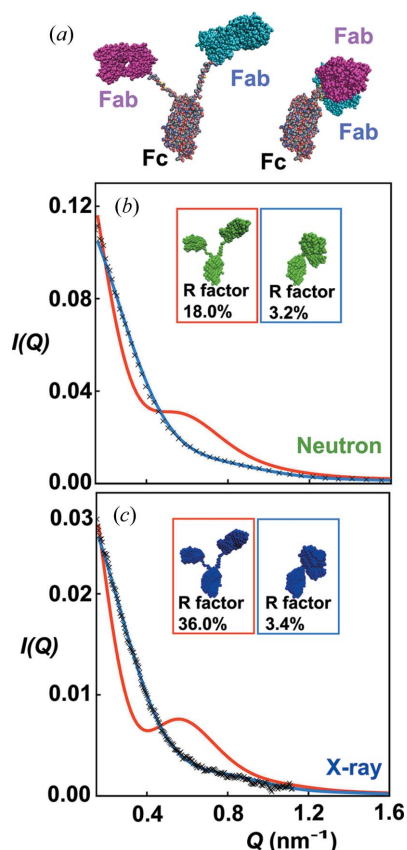 (a)
Fab
Fab
Fc
Fab
Fab
Fc
(b)
0.12
0.08
0.04
0.00
I(Q)
R factor
18.0%
R factor
3.2%
Neutron
(c)
0.03
0.02
0.01
0.00
I(Q)
R factor
36.0%
R factor
3.4%
X-ray
0.4 0.8 1.2 1.6
Q (nm⁻¹)